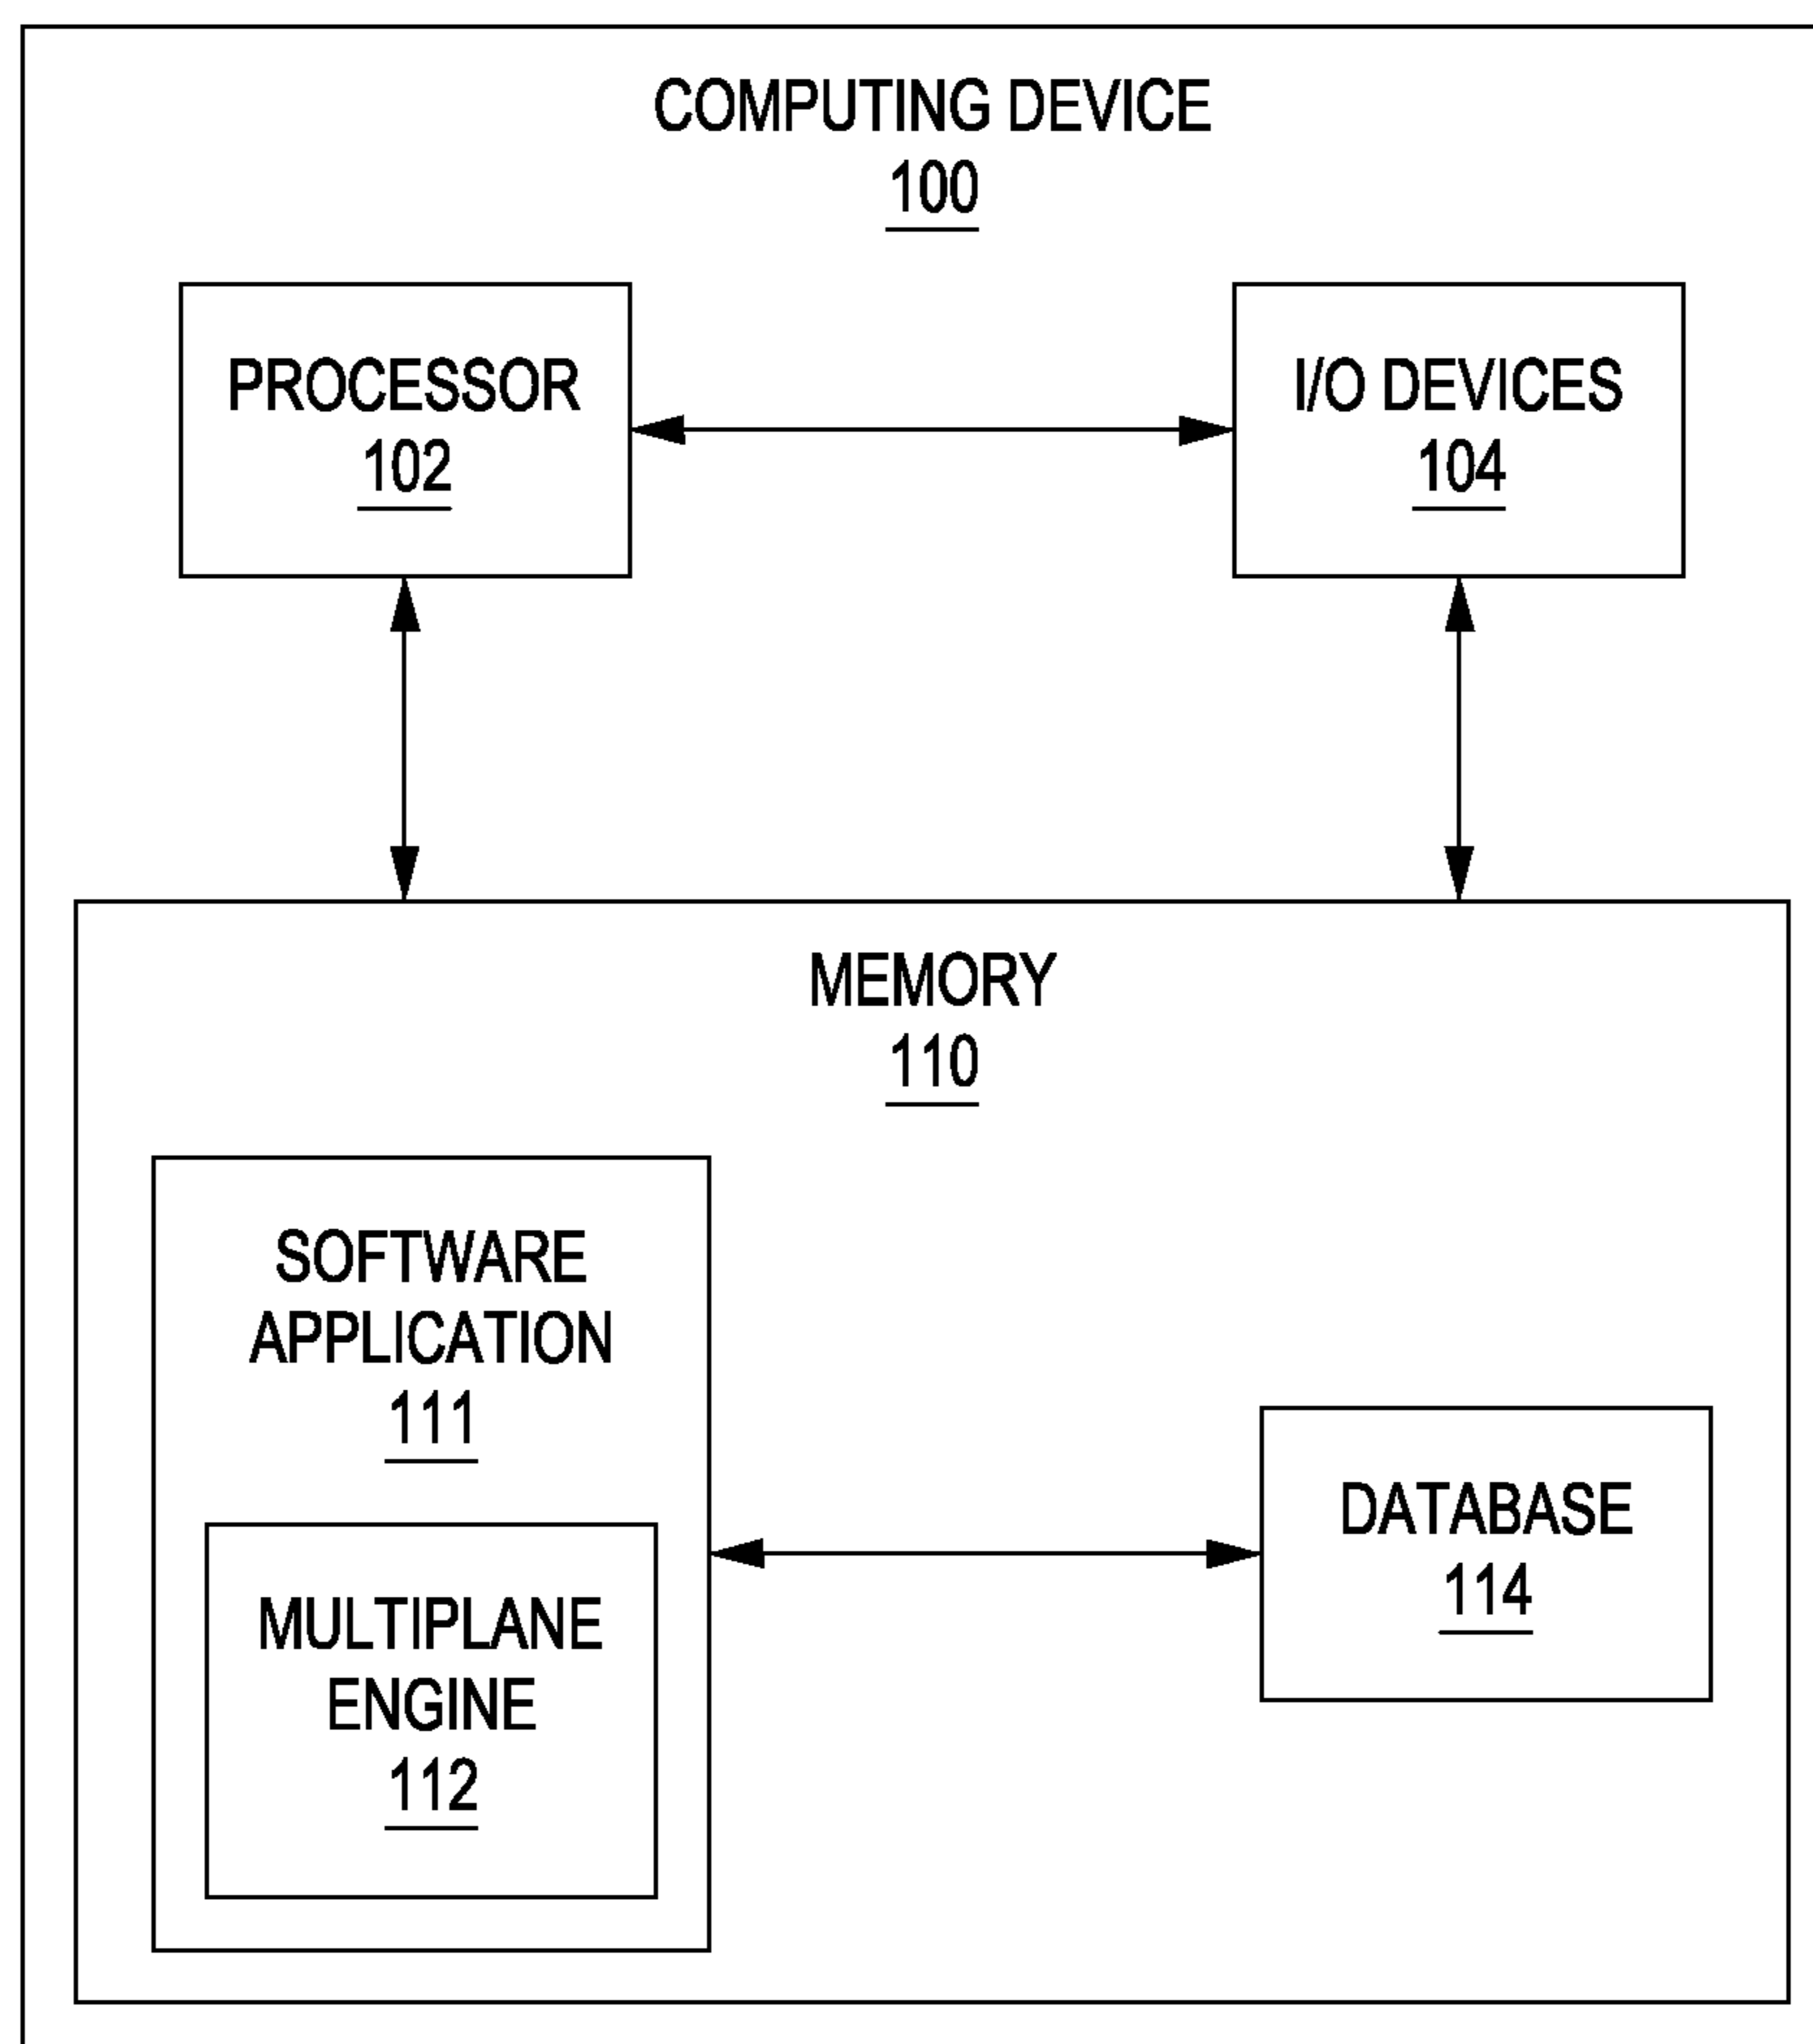 COMPUTING DEVICE
100
PROCESSOR
102
I/O DEVICES
104
MEMORY
110
SOFTWARE
APPLICATION
111
MULTIPLANE
ENGINE
112
DATABASE
114